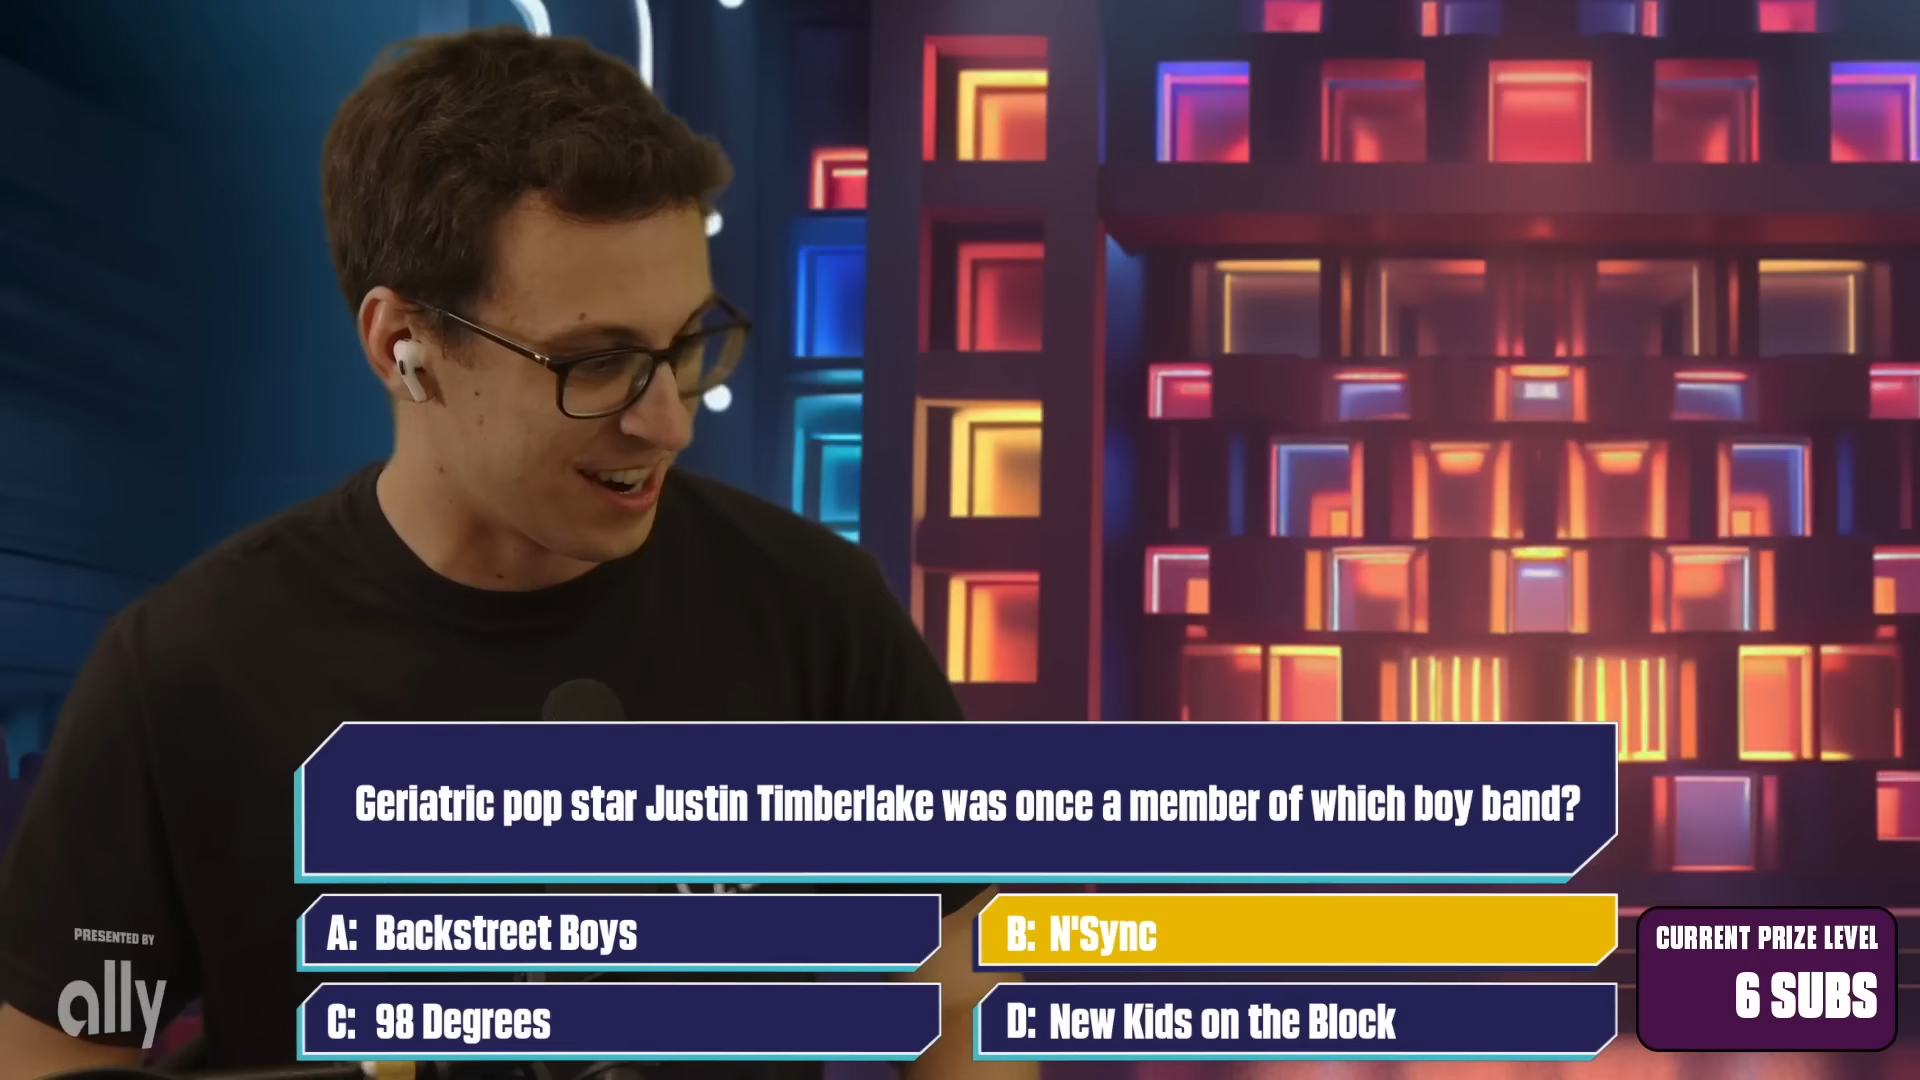 Geriatric pop star Justin Timberlake was once a member of which boy band?
A: Backstreet Boys
B: N'Sync
C: 98 Degrees
D: New Kids on the Block
PRESENTED BY
ally
CURRENT PRIZE LEVEL
6 SUBS